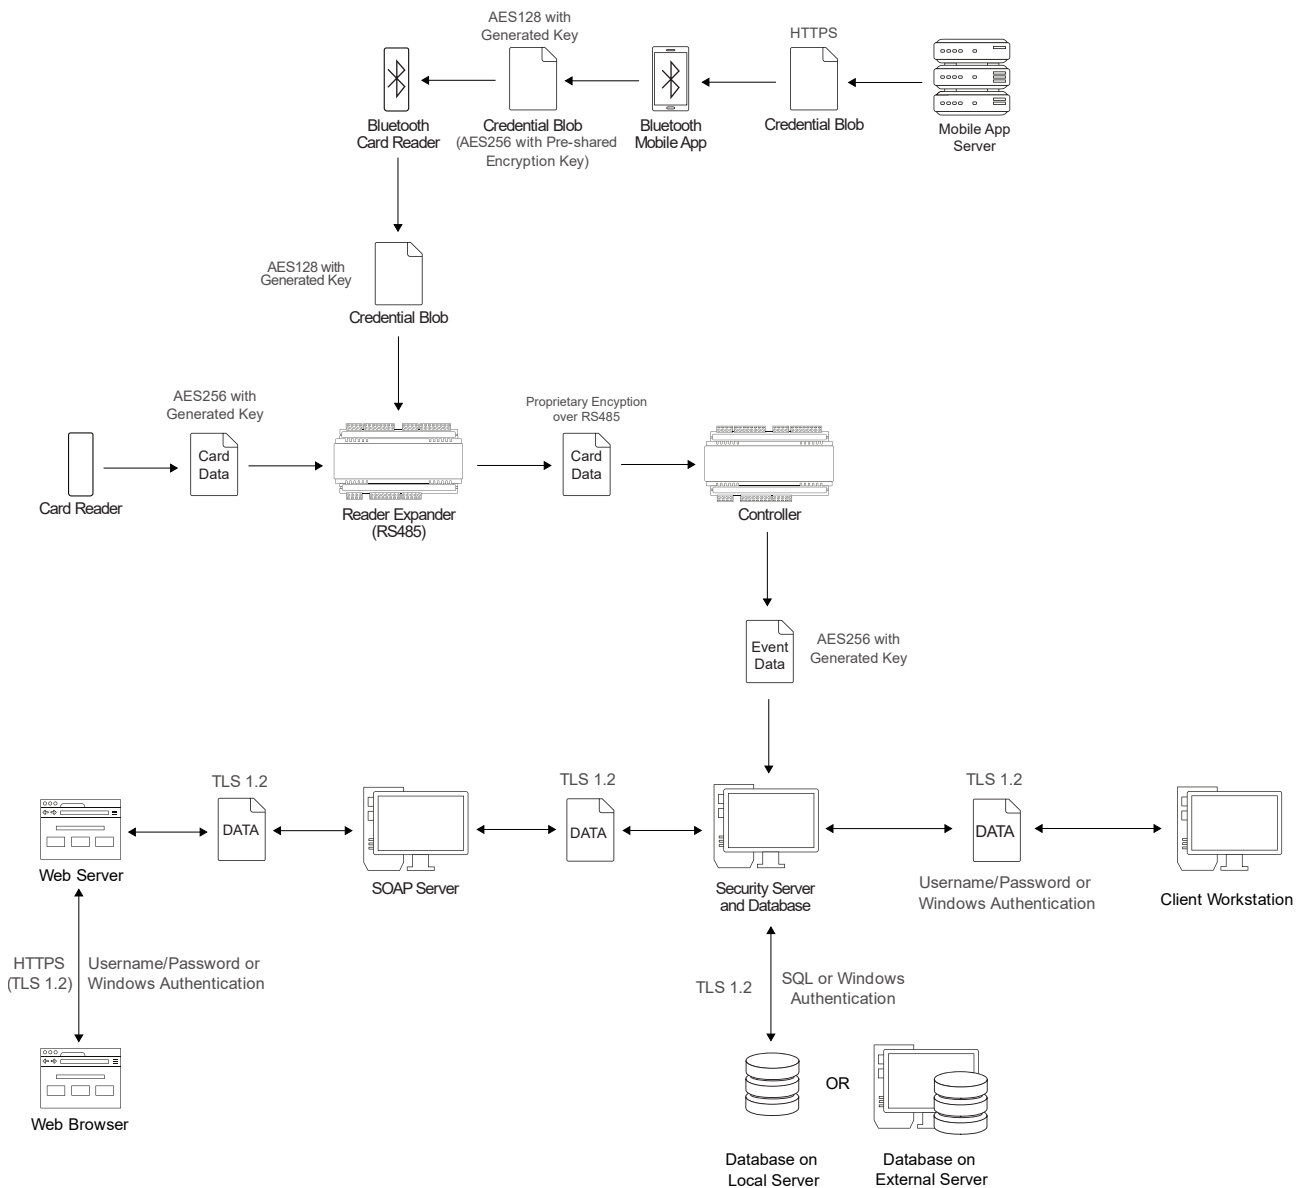 AES128 with
Generated Key
HTTPS
Bluetooth
Card Reader
Credential Blob
(AES256 with Pre-shared
Encryption Key)
Bluetooth
Mobile App
Credential Blob
Mobile App
Server
AES128 with
Generated Key
Credential Blob
AES256 with
Generated Key
Proprietary Encyption
over RS485
Card
Data
Card
Data
Card Reader
Reader Expander
(RS485)
Controller
Event
Data
AES256 with
Generated Key
TLS 1.2
TLS 1.2
TLS 1.2
DATA
DATA
DATA
Web Server
SOAP Server
Security Server
and Database
Username/Password or
Windows Authentication
Client Workstation
HTTPS
(TLS 1.2)
Username/Password or
Windows Authentication
TLS 1.2
SQL or Windows
Authentication
OR
Web Browser
Database on
Local Server
Database on
External Server